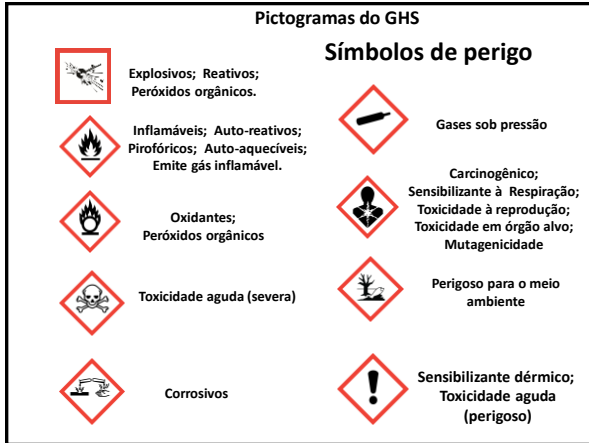 Pictogramas do GHS
Símbolos de perigo
Explosivos; Reativos;
Peróxidos orgânicos.
Inflamáveis; Auto-reativos;
Pirofóricos; Auto-aquecíveis;
Emite gás inflamável.
Oxidantes;
Peróxidos orgânicos
Toxicidade aguda (severa)
Corrosivos
Gases sob pressão
Carcinogênico;
Sensibilizante à Respiração;
Toxicidade à reprodução;
Toxicidade em órgão alvo;
Mutagenicidade
Perigoso para o meio
ambiente
Sensibilizante dérmico;
Toxicidade aguda
(perigoso)